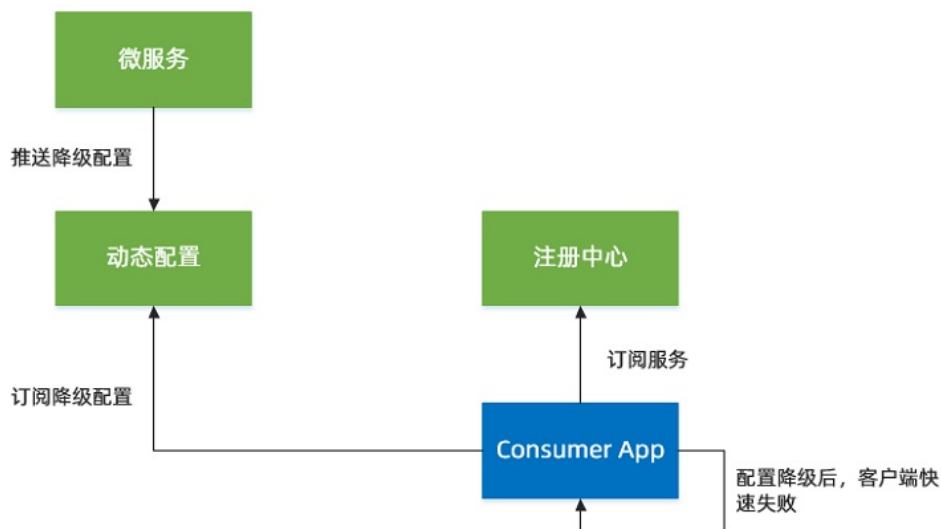 微服务
推送降级配置
动态配置
注册中心
订阅服务
订阅降级配置
Consumer App
配置降级后，客户端快
速失败